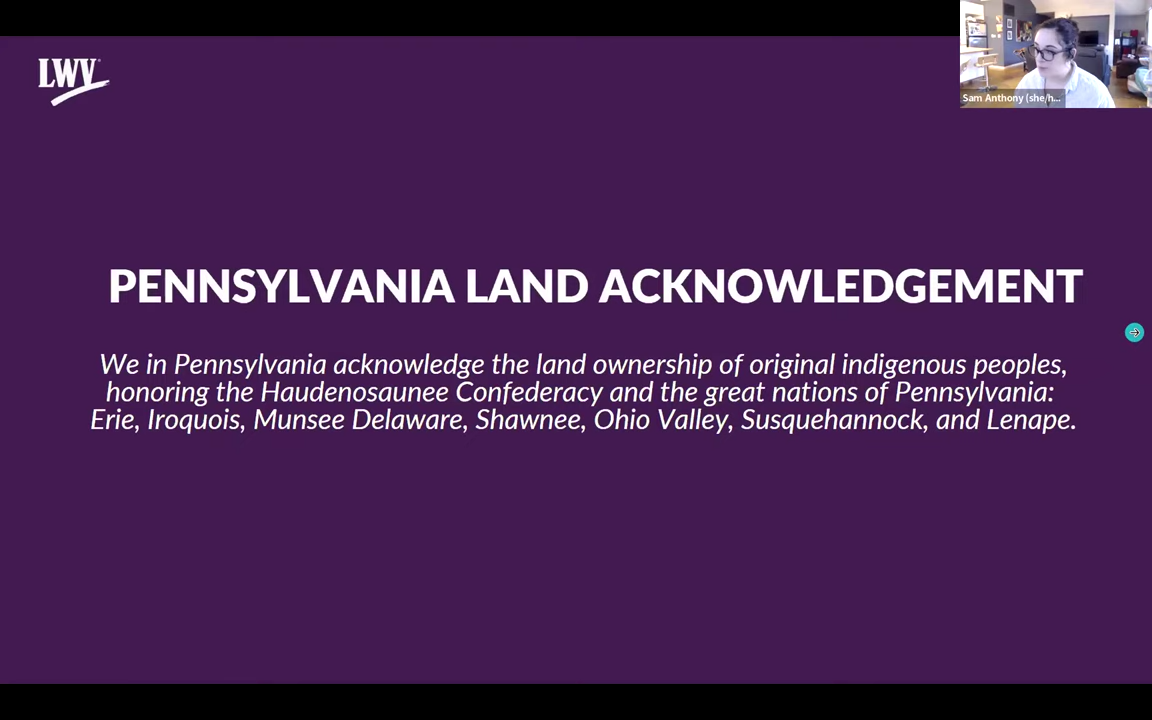 LWV
Sam Anthony (she/h...
PENNSYLVANIA LAND ACKNOWLEDGEMENT
We in Pennsylvania acknowledge the land ownership of original indigenous peoples,
honoring the Haudenosaunee Confederacy and the great nations of Pennsylvania:
Erie, Iroquois, Munsee Delaware, Shawnee, Ohio Valley, Susquehannock, and Lenape.